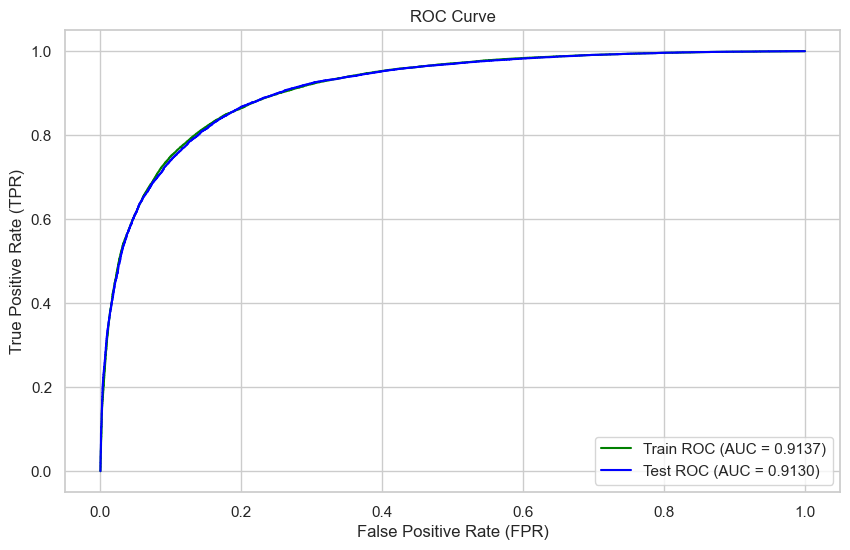 ROC Curve
True Positive Rate (TPR)
1.0
0.8
0.6
0.4
0.2
0.0
0.0 0.2 0.4 0.6 0.8 1.0
False Positive Rate (FPR)
Train ROC (AUC = 0.9137)
Test ROC (AUC = 0.9130)